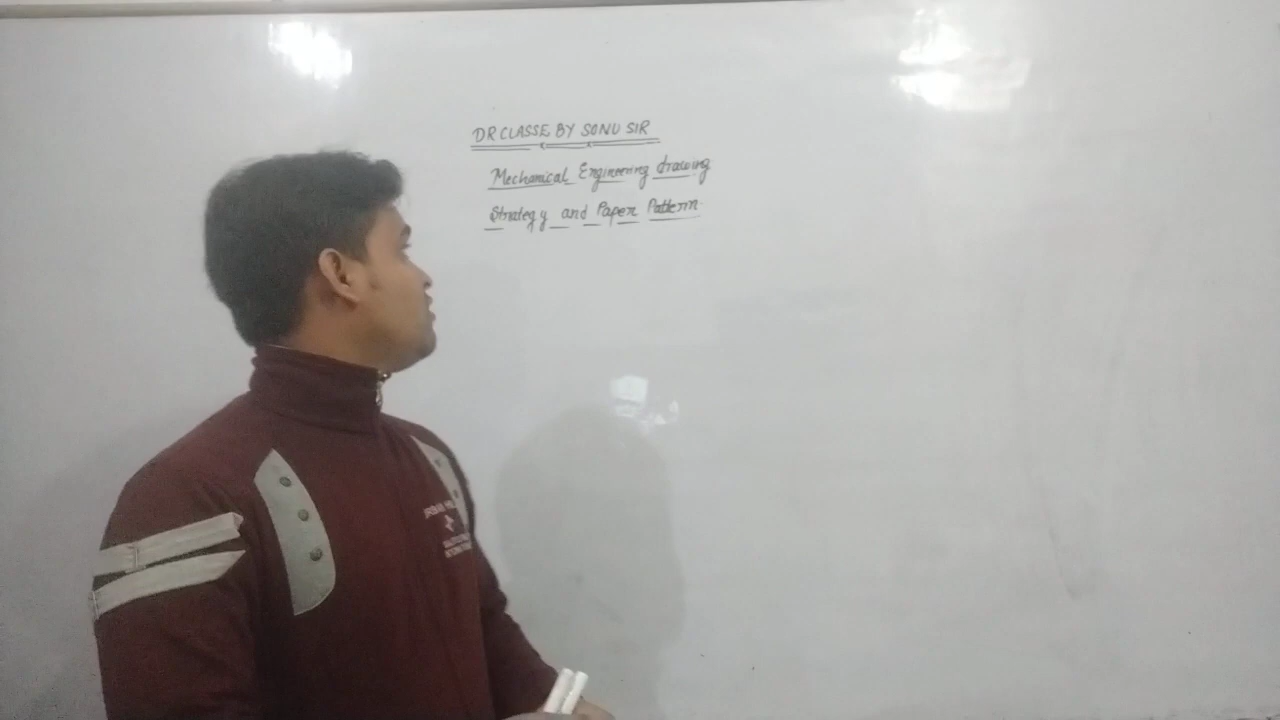 DR CLASSE BY SONU SIR
Mechanical Engineering drawing
Strategy and Paper Pattern